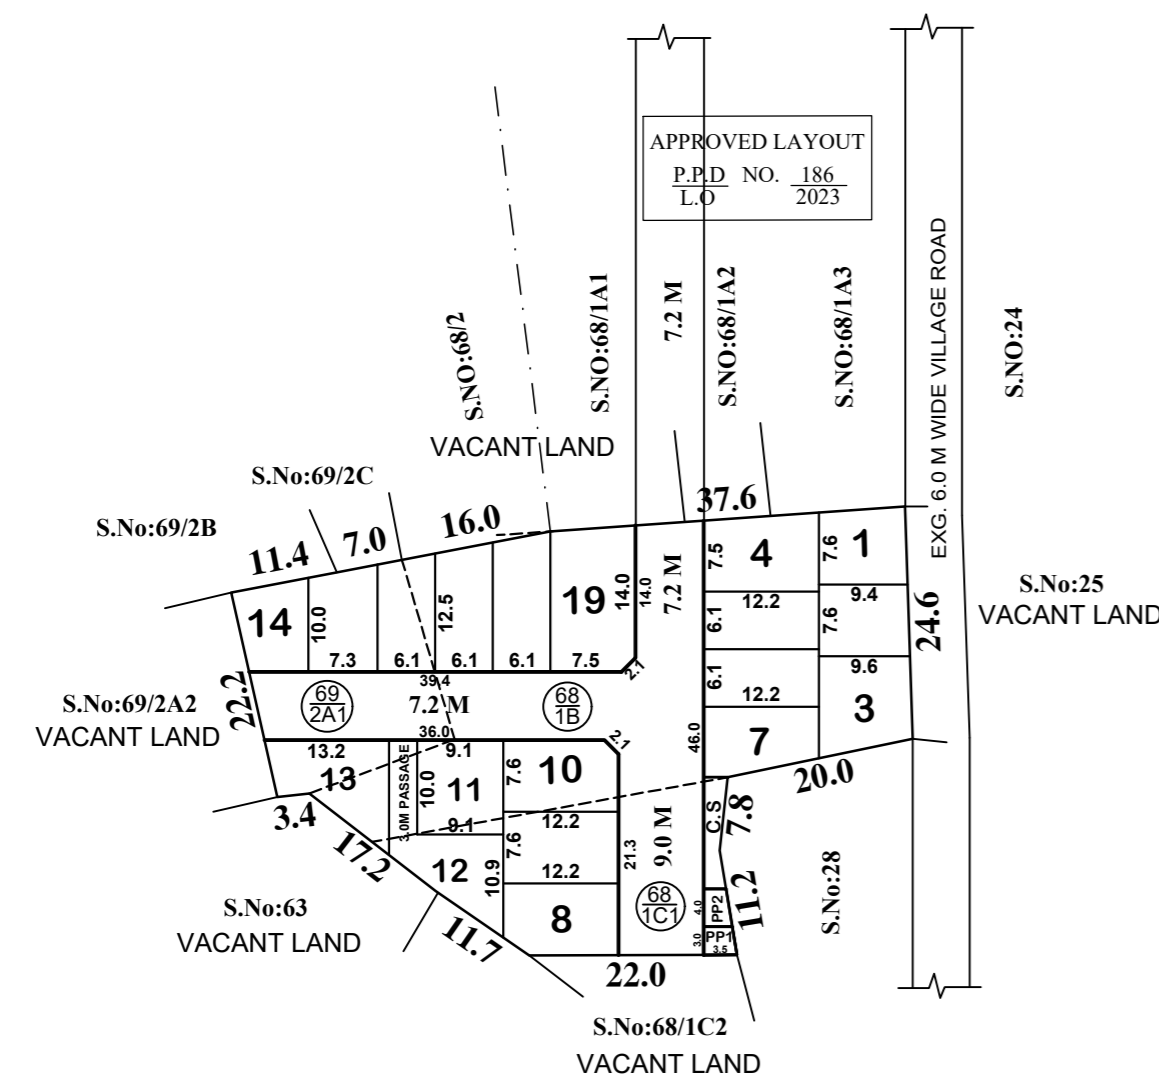 APPROVED LAYOUT
P.P.D NO. 186
L.O 2023
S.NO:68/2
S.NO:68/1A1
7.2 M
S.NO:68/1A2
S.NO:68/1A3
EXG. 6.0 M WIDE VILLAGE ROAD
S.NO:24
VACANT LAND
S.No:69/2C
S.No:69/2B
11.4
7.0
16.0
37.6
14
10.0
7.3
6.1
12.5
6.1
6.1
19
7.5
14.0
14.0
2.1
7.2 M
7.5
4
12.2
6.1
6.1
12.2
7
7.6
1
9.4
7.6
9.6
3
24.6
S.No:25
VACANT LAND
S.No:69/2A2
VACANT LAND
22.2
69
2A1
39.4
7.2 M
36.0
68
1B
2.1
46.0
20.0
13.2
13
3.0M PASSAGE
9.1
10.0
11
9.1
7.6
10
12.2
7.6
12.2
12
10.9
8
21.3
9.0 M
68
1C1
C.S
7.8
11.2
4.0
PP2
3.0
PP1
3.5
3.4
17.2
11.7
22.0
S.No:28
S.No:63
VACANT LAND
S.No:68/1C2
VACANT LAND